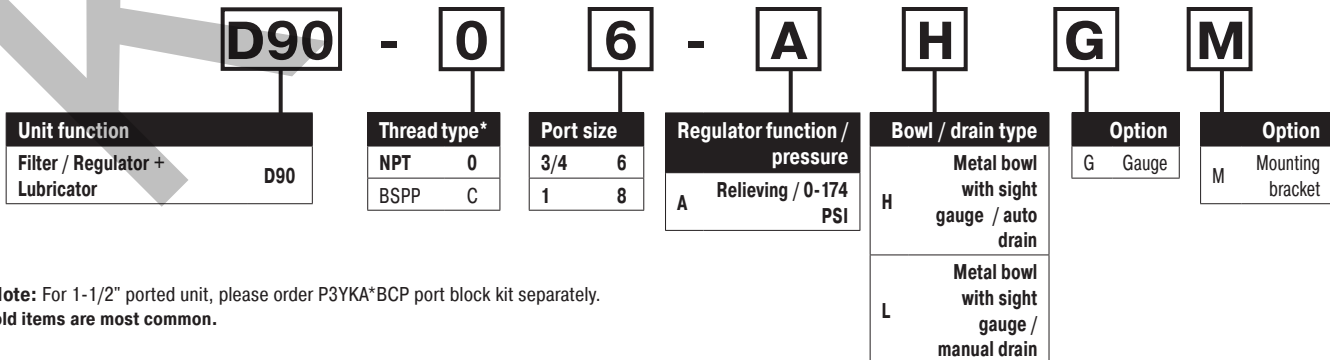 D90 - 0 6 - A H G M
Unit function
Filter / Regulator +
Lubricator
D90
Thread type*
NPT 0
BSPP C
Port size
3/4 6
1 8
Regulator function /
pressure
A
Relieving / 0-174
PSI
Bowl / drain type
H
Metal bowl
with sight
gauge / auto
drain
L
Metal bowl
with sight
gauge /
manual drain
Option
G Gauge
Option
M
Mounting
bracket
ote: For 1-1/2" ported unit, please order P3YKA*BCP port block kit separately.
old items are most common.